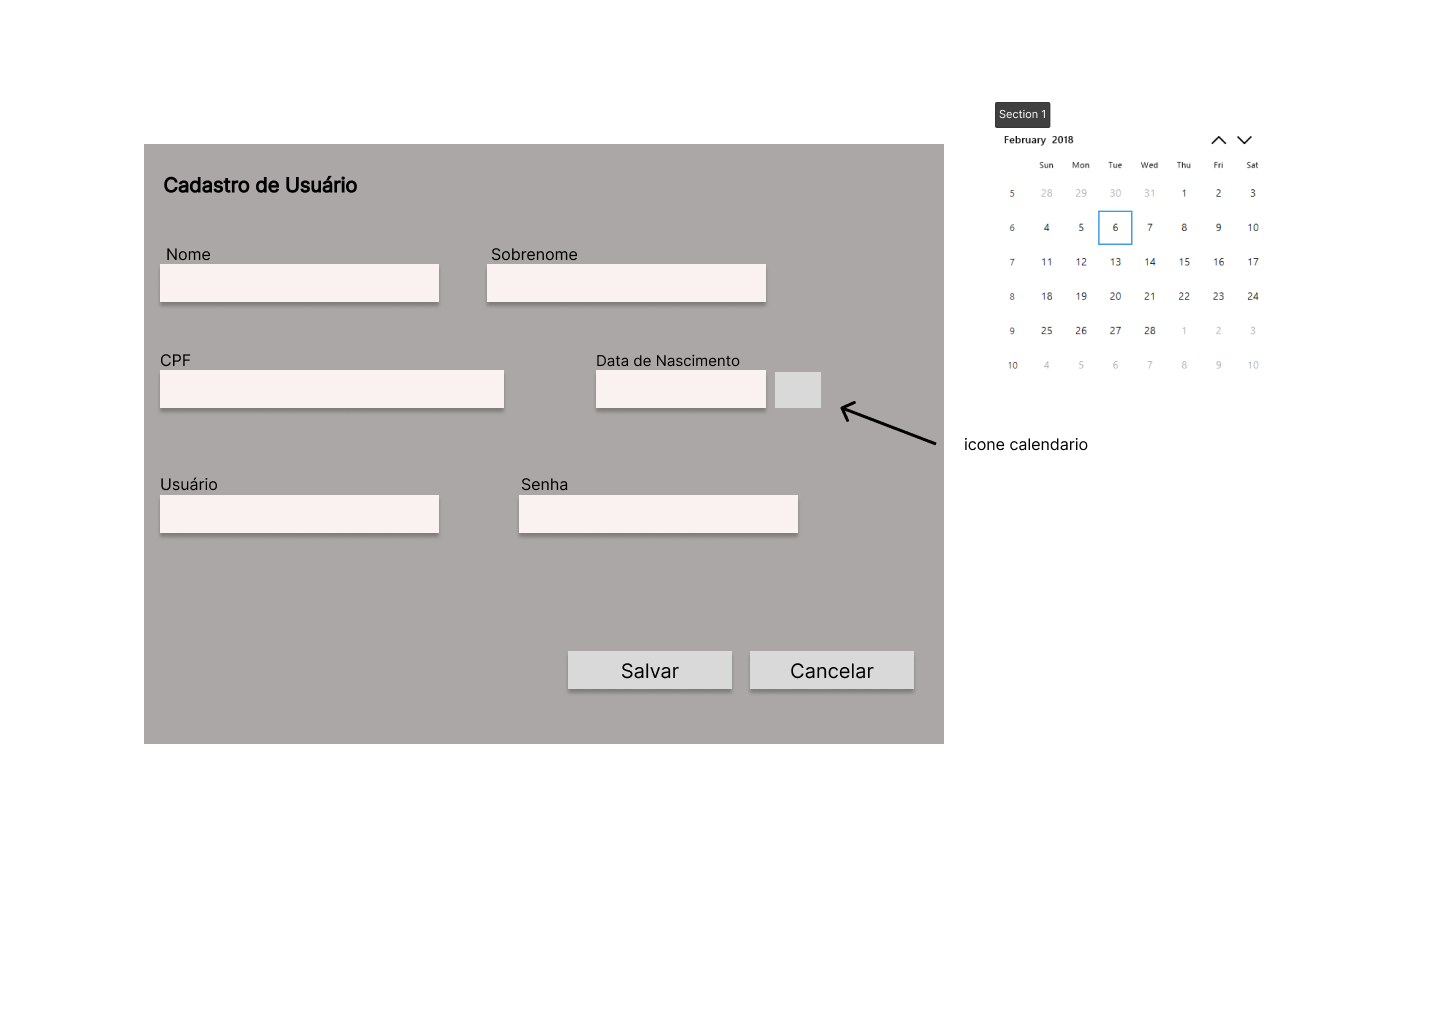 Section 1
February 2018
Sun Mon Tue Wed Thu Fri Sat
5 28 29 30 31 1 2 3
6 4 5 6 7 8 9 10
7 11 12 13 14 15 16 17
8 18 19 20 21 22 23 24
9 25 26 27 28 1 2 3
10 4 5 6 7 8 9 10
Cadastro de Usuário
Nome Sobrenome
CPF Data de Nascimento
icone calendario
Usuário Senha
Salvar Cancelar